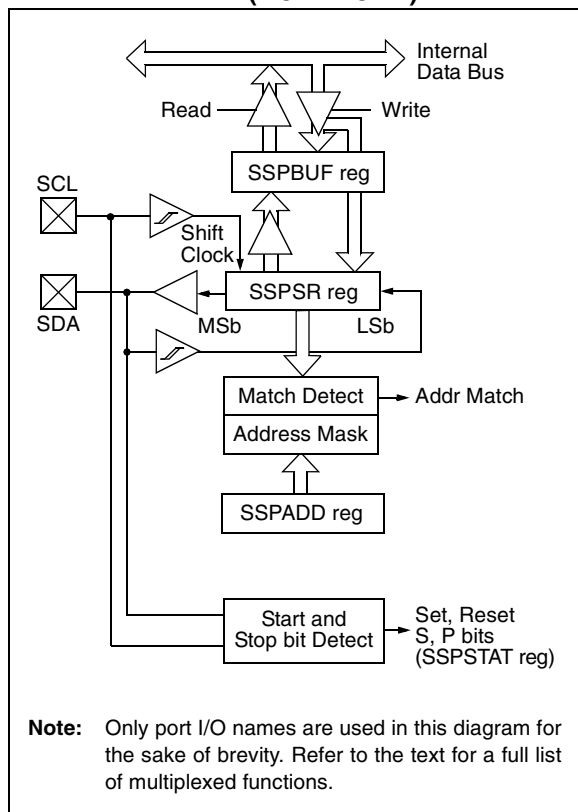 Internal
Data Bus
Read
Write
SSPBUF reg
SCL
Shift
Clock
SSPSR reg
SDA
MSb
LSb
Match Detect
Addr Match
Address Mask
SSPADD reg
Start and
Stop bit Detect
Set, Reset
S, P bits
(SSPSTAT reg)
Note: Only port I/O names are used in this diagram for
the sake of brevity. Refer to the text for a full list
of multiplexed functions.